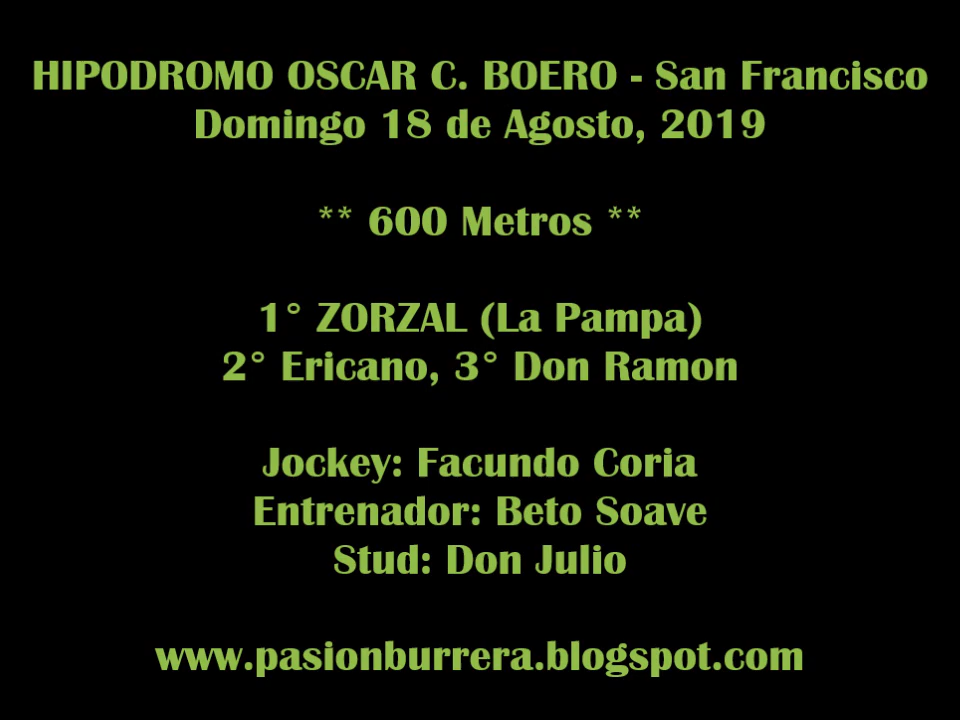 HIPODROMO OSCAR C. BOERO - San Francisco
Domingo 18 de Agosto, 2019
** 600 Metros **
1° ZORZAL (La Pampa)
2° Ericano, 3° Don Ramon
Jockey: Facundo Coria
Entrenador: Beto Soave
Stud: Don Julio
www.pasionburrera.blogspot.com